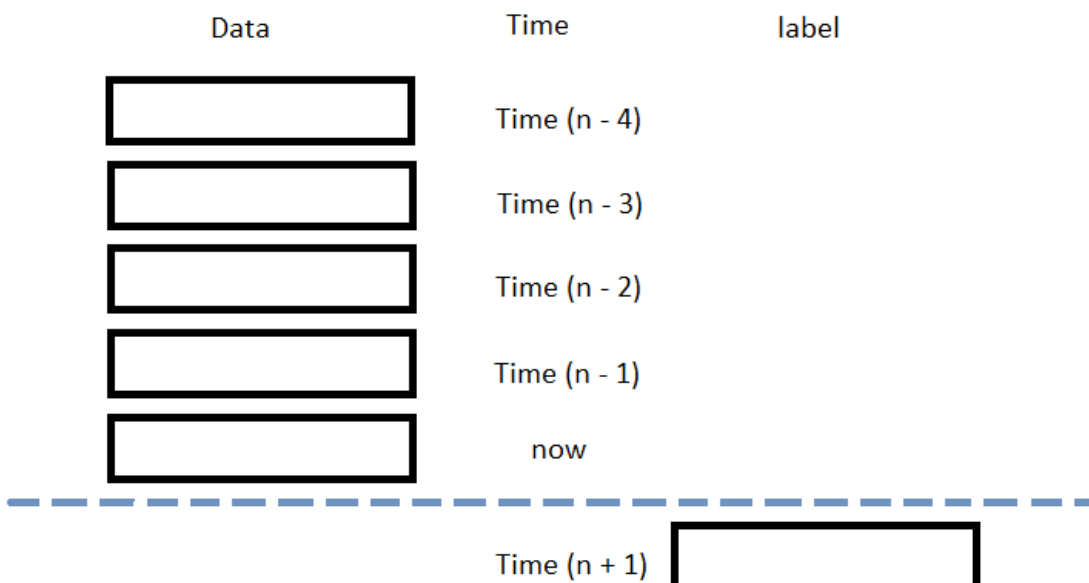 Data Time label
Time (n - 4)
Time (n - 3)
Time (n - 2)
Time (n - 1)
now
Time (n + 1)